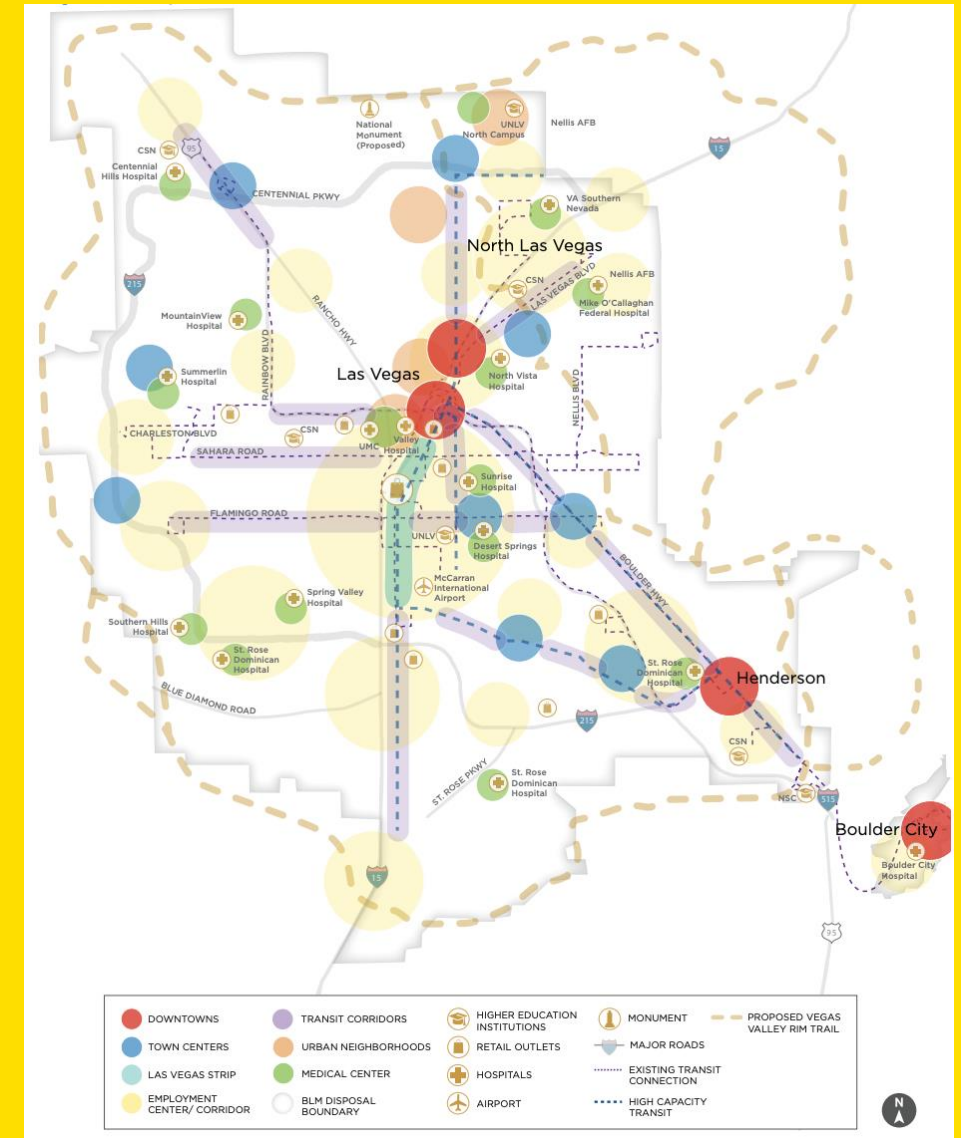 National
Monument
(Proposed)
UNLV
North Campus
Nellis AFB
15
CSN
95
Centennial
Hills Hospital
CENTENNIAL PKWY
VA Southern
Nevada
North Las Vegas
215
CSN
Nellis AFB
LAS VEGAS BLVD
Mike O'Callaghan
Federal Hospital
RANCHO HWY
MountainView
Hospital
RAINBOW BLVD
Las Vegas
Summerlin
Hospital
North Vista
Hospital
NELLIS BLVD
CHARLESTON BLVD
CSN
UMC
Valley
Hospital
SAHARA ROAD
Sunrise
Hospital
FLAMINGO ROAD
UNLV
Desert Springs
Hospital
BOULDER HWY
McCarran
International
Airport
Spring Valley
Hospital
Southern Hills
Hospital
St. Rose
Dominican
Hospital
St. Rose
Dominican
Hospital
Henderson
BLUE DIAMOND ROAD
215
CSN
ST. ROSE PKWY
St. Rose
Dominican
Hospital
NSC
515
Boulder City
Boulder City
Hospital
15
95
DOWNTOWNS
TOWN CENTERS
LAS VEGAS STRIP
EMPLOYMENT
CENTER/ CORRIDOR
TRANSIT CORRIDORS
URBAN NEIGHBORHOODS
MEDICAL CENTER
BLM DISPOSAL
BOUNDARY
HIGHER EDUCATION
INSTITUTIONS
RETAIL OUTLETS
HOSPITALS
AIRPORT
MONUMENT
MAJOR ROADS
EXISTING TRANSIT
CONNECTION
HIGH CAPACITY
TRANSIT
PROPOSED VEGAS
VALLEY RIM TRAIL
N